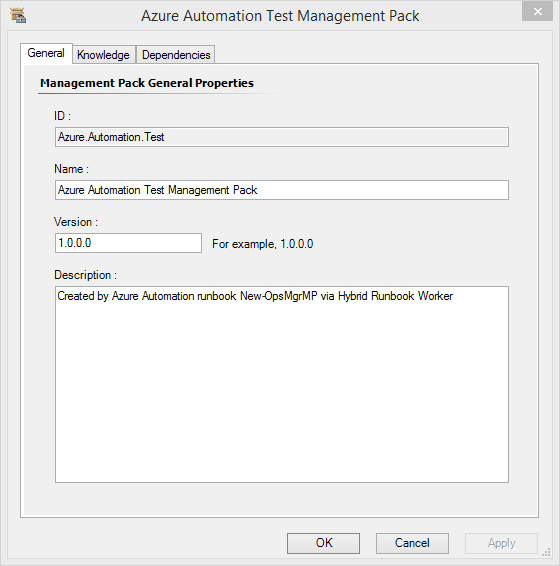 Azure Automation Test Management Pack
General Knowledge Dependencies
Management Pack General Properties
ID :
Azure.Automation.Test
Name :
Azure Automation Test Management Pack
Version :
1.0.0.0 For example, 1.0.0.0
Description :
Created by Azure Automation runbook New-OpsMgrMP via Hybrid Runbook Worker
OK Cancel Apply